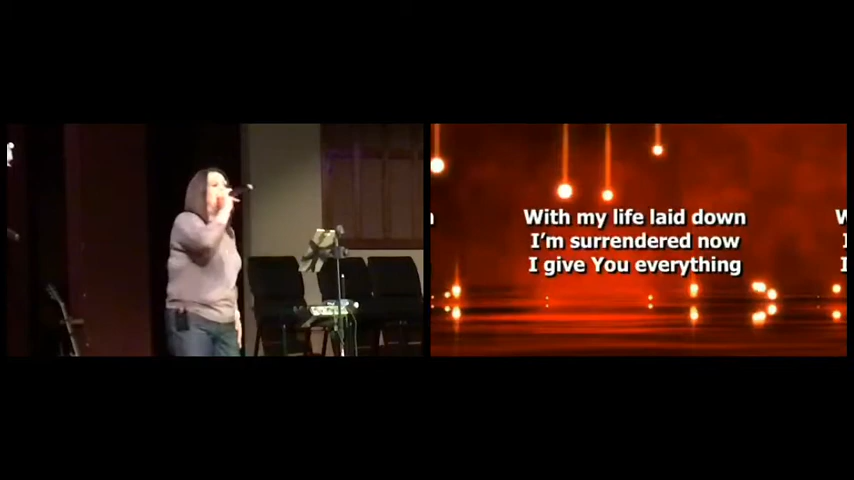 With my life laid down
I'm surrendered now
I give You everything